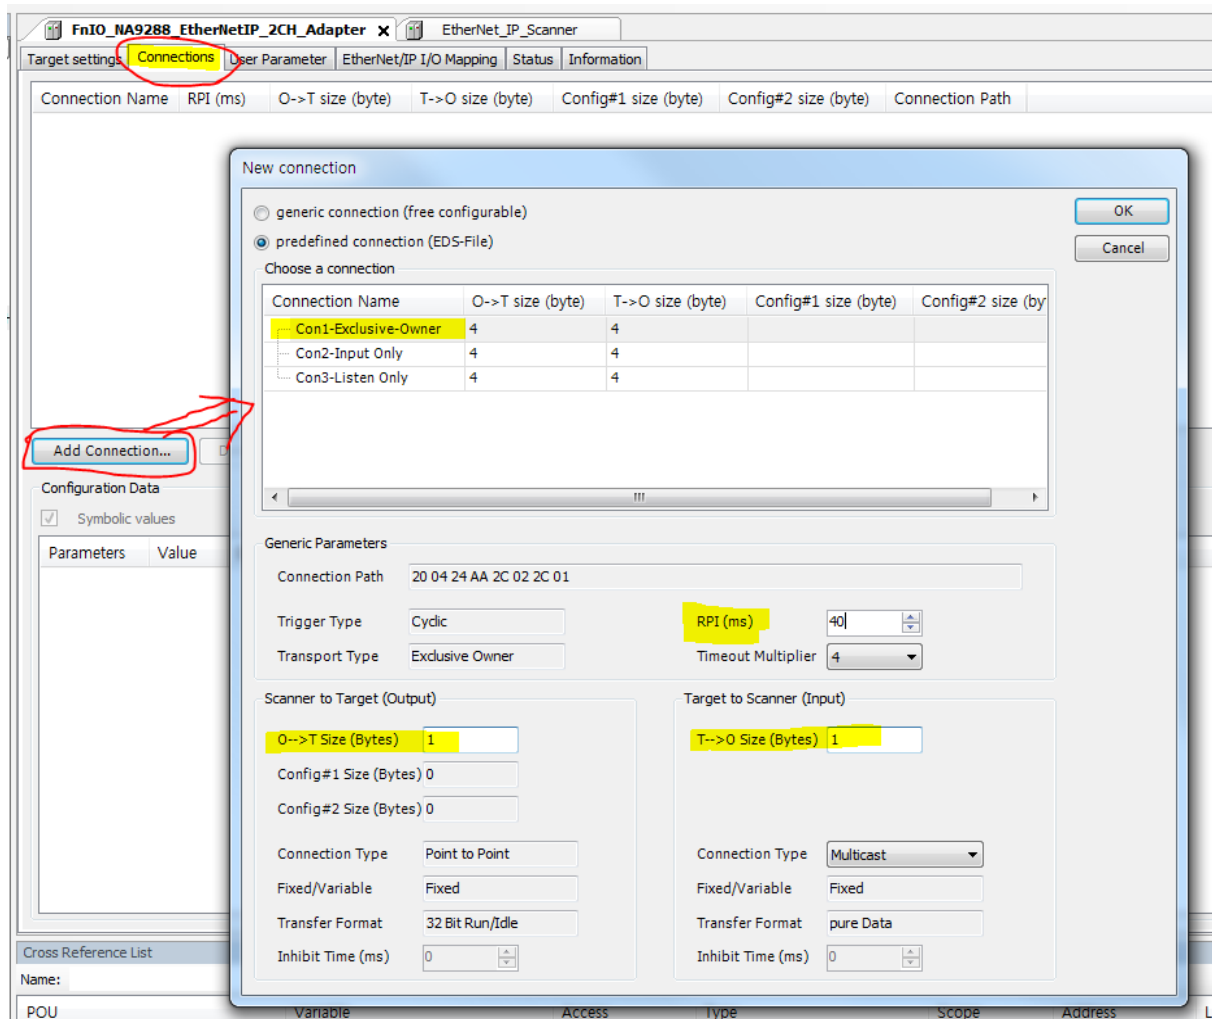 FnIO_NA9288_EtherNetIP_2CH_Adapter x EtherNet_IP_Scanner
Target settings Connections User Parameter EtherNet/IP I/O Mapping Status Information
Connection Name RPI (ms) O->T size (byte) T->O size (byte) Config#1 size (byte) Config#2 size (byte) Connection Path
New connection
generic connection (free configurable)
OK
predefined connection (EDS-File)
Cancel
Choose a connection
Connection Name O->T size (byte) T->O size (byte) Config#1 size (byte) Config#2 size (by
Con1-Exclusive-Owner 4 4
Con2-Input Only 4 4
Con3-Listen Only 4 4
Add Connection...
Configuration Data
Symbolic values
Parameters Value
Generic Parameters
Connection Path 20 04 24 AA 2C 02 2C 01
Trigger Type Cyclic RPI (ms) 40
Transport Type Exclusive Owner Timeout Multiplier 4
Scanner to Target (Output) Target to Scanner (Input)
O-->T Size (Bytes) 1 T-->O Size (Bytes) 1
Config#1 Size (Bytes) 0
Config#2 Size (Bytes) 0
Connection Type Point to Point Connection Type Multicast
Fixed/Variable Fixed Fixed/Variable Fixed
Transfer Format 32 Bit Run/Idle Transfer Format pure Data
Inhibit Time (ms) 0 Inhibit Time (ms) 0
Cross Reference List
Name:
POU Variable Access Type Scope Address